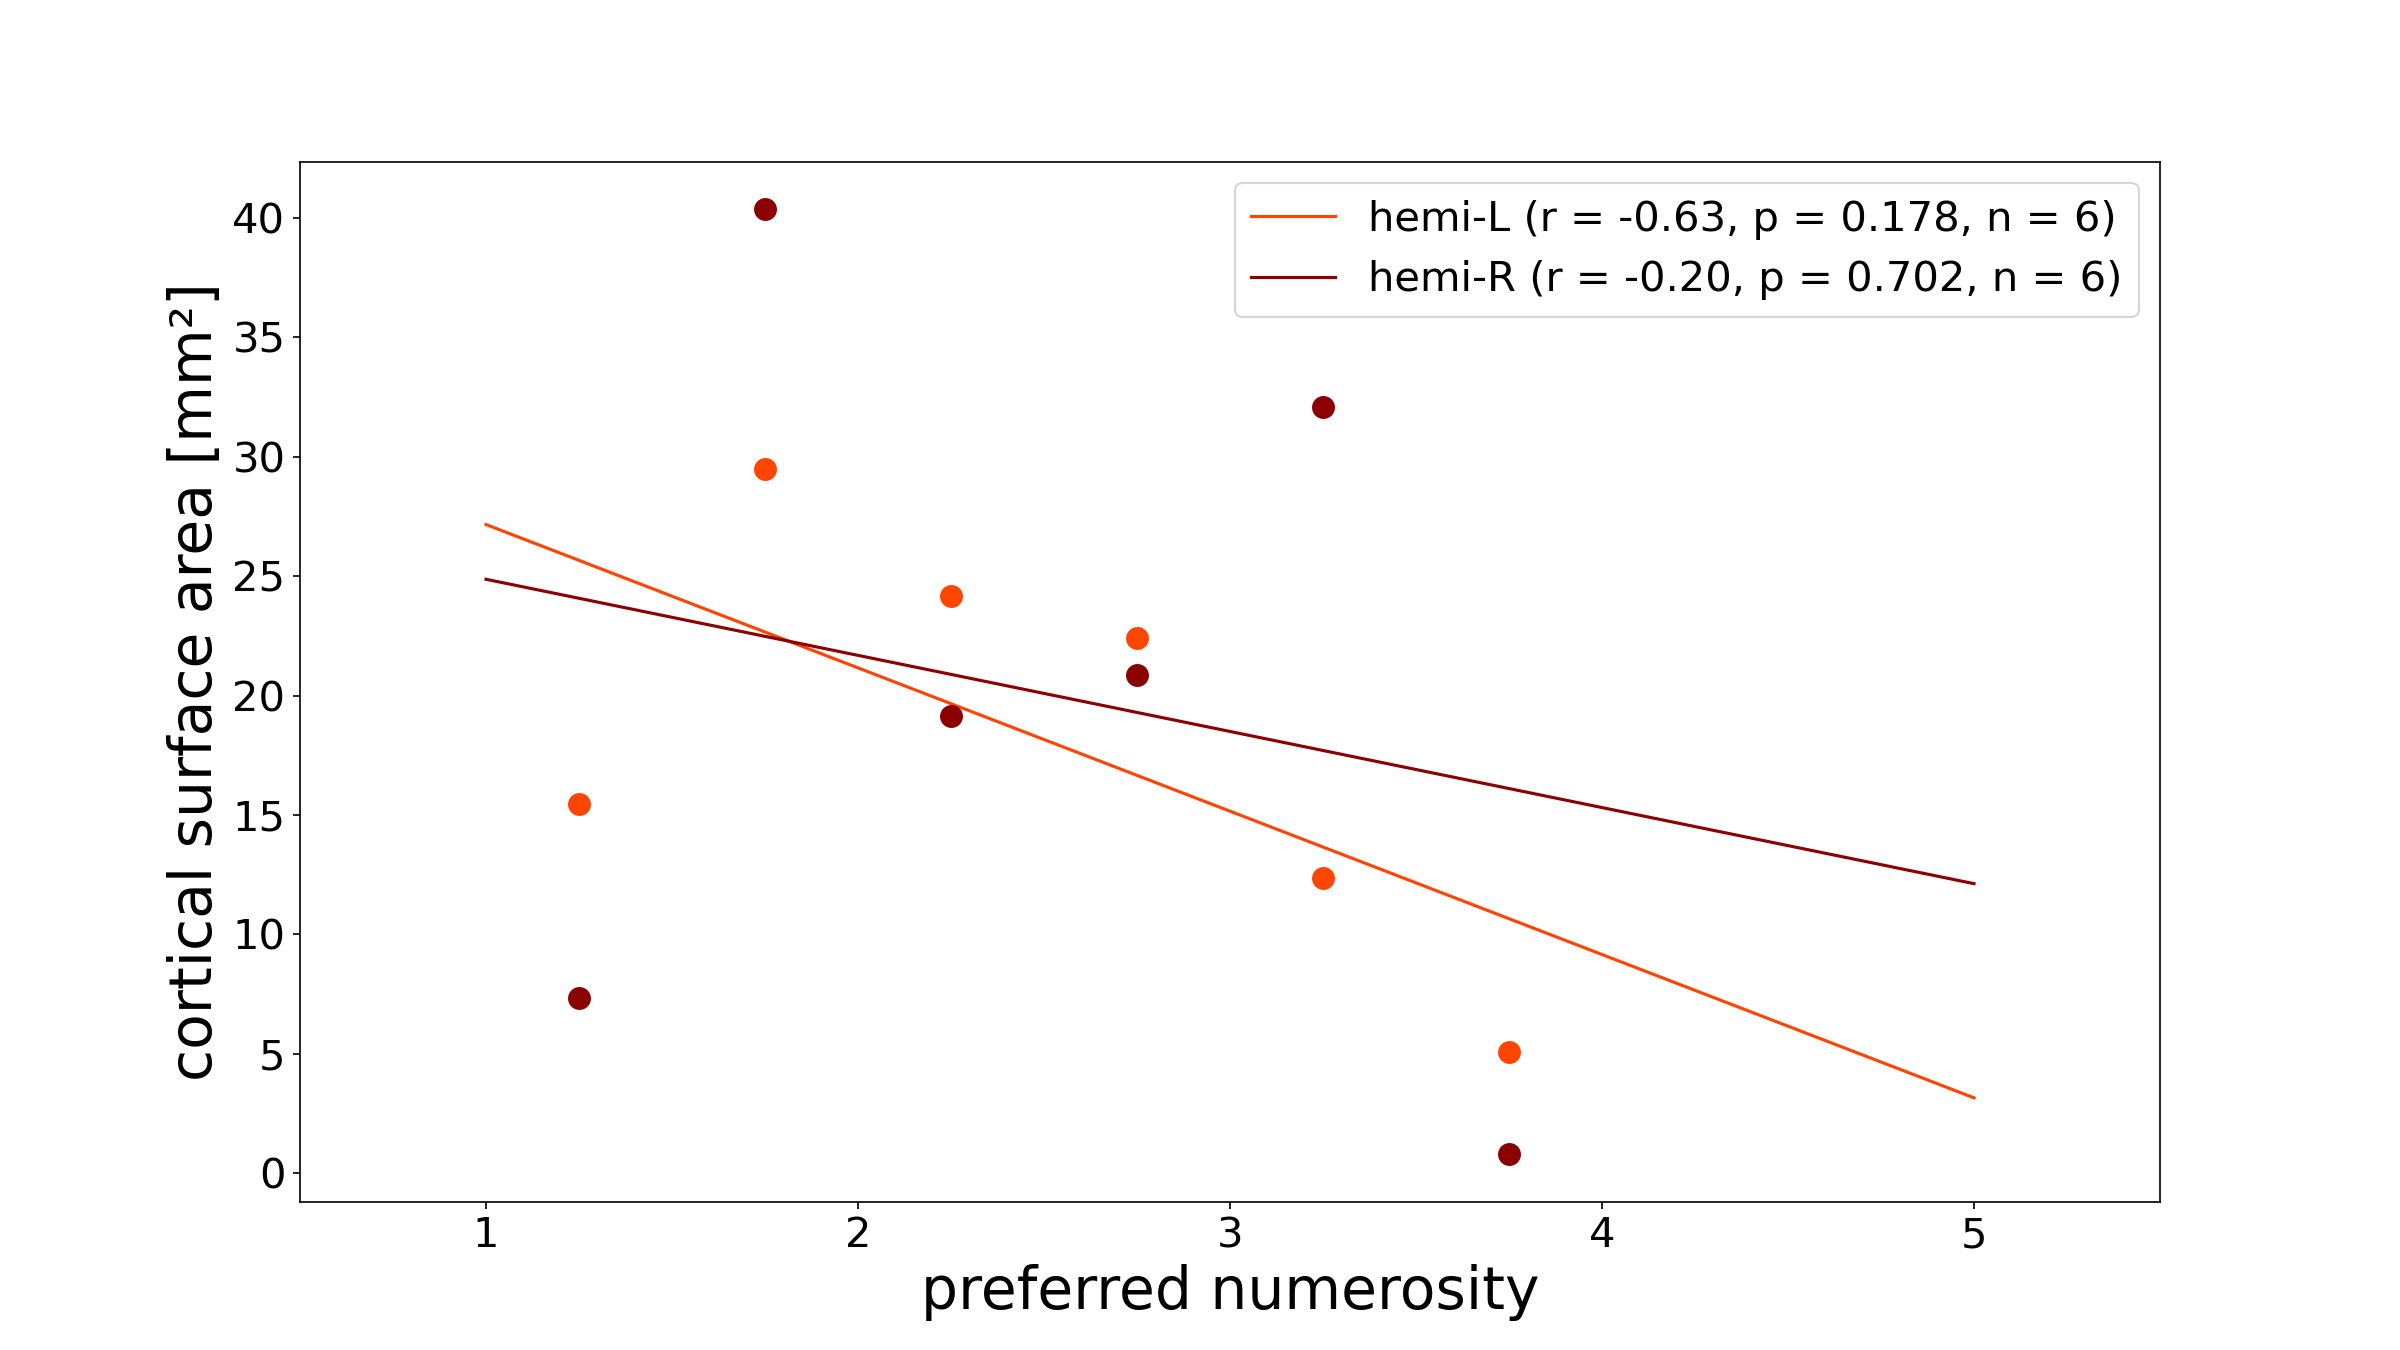 hemi-L (r = -0.63, p = 0.178, n = 6)
hemi-R (r = -0.20, p = 0.702, n = 6)
cortical surface area [mm²]
40
35
30
25
20
15
10
5
0
1 2 3 4 5
preferred numerosity